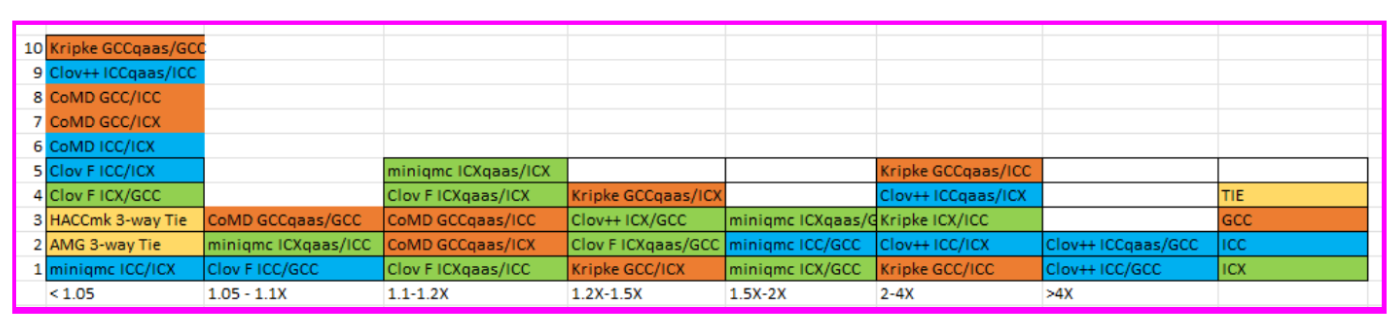 10 Kripke GCCqaas/GCC
9 Clov++ ICCqaas/ICC
8 CoMD GCC/ICC
7 CoMD GCC/ICX
6 CoMD ICC/ICX
5 Clov F ICC/ICX miniqmc ICXqaas/ICX Kripke GCCqaas/ICC
4 Clov F ICX/GCC Clov F ICXqaas/ICX Kripke GCCqaas/ICX Clov++ ICCqaas/ICX TIE
3 HACCmk 3-way Tie CoMD GCCqaas/GCC CoMD GCCqaas/ICC Clov++ ICX/GCC miniqmc ICXqaas/G Kripke ICX/ICC GCC
2 AMG 3-way Tie miniqmc ICXqaas/ICC CoMD GCCqaas/ICX Clov F ICXqaas/GCC miniqmc ICC/GCC Clov++ ICC/ICX Clov++ ICCqaas/GCC ICC
1 miniqmc ICC/ICX Clov F ICC/GCC Clov F ICXqaas/ICC Kripke GCC/ICX miniqmc ICX/GCC Kripke GCC/ICC Clov++ ICC/GCC ICX
< 1.05 1.05 - 1.1X 1.1-1.2X 1.2X-1.5X 1.5X-2X 2-4X >4X